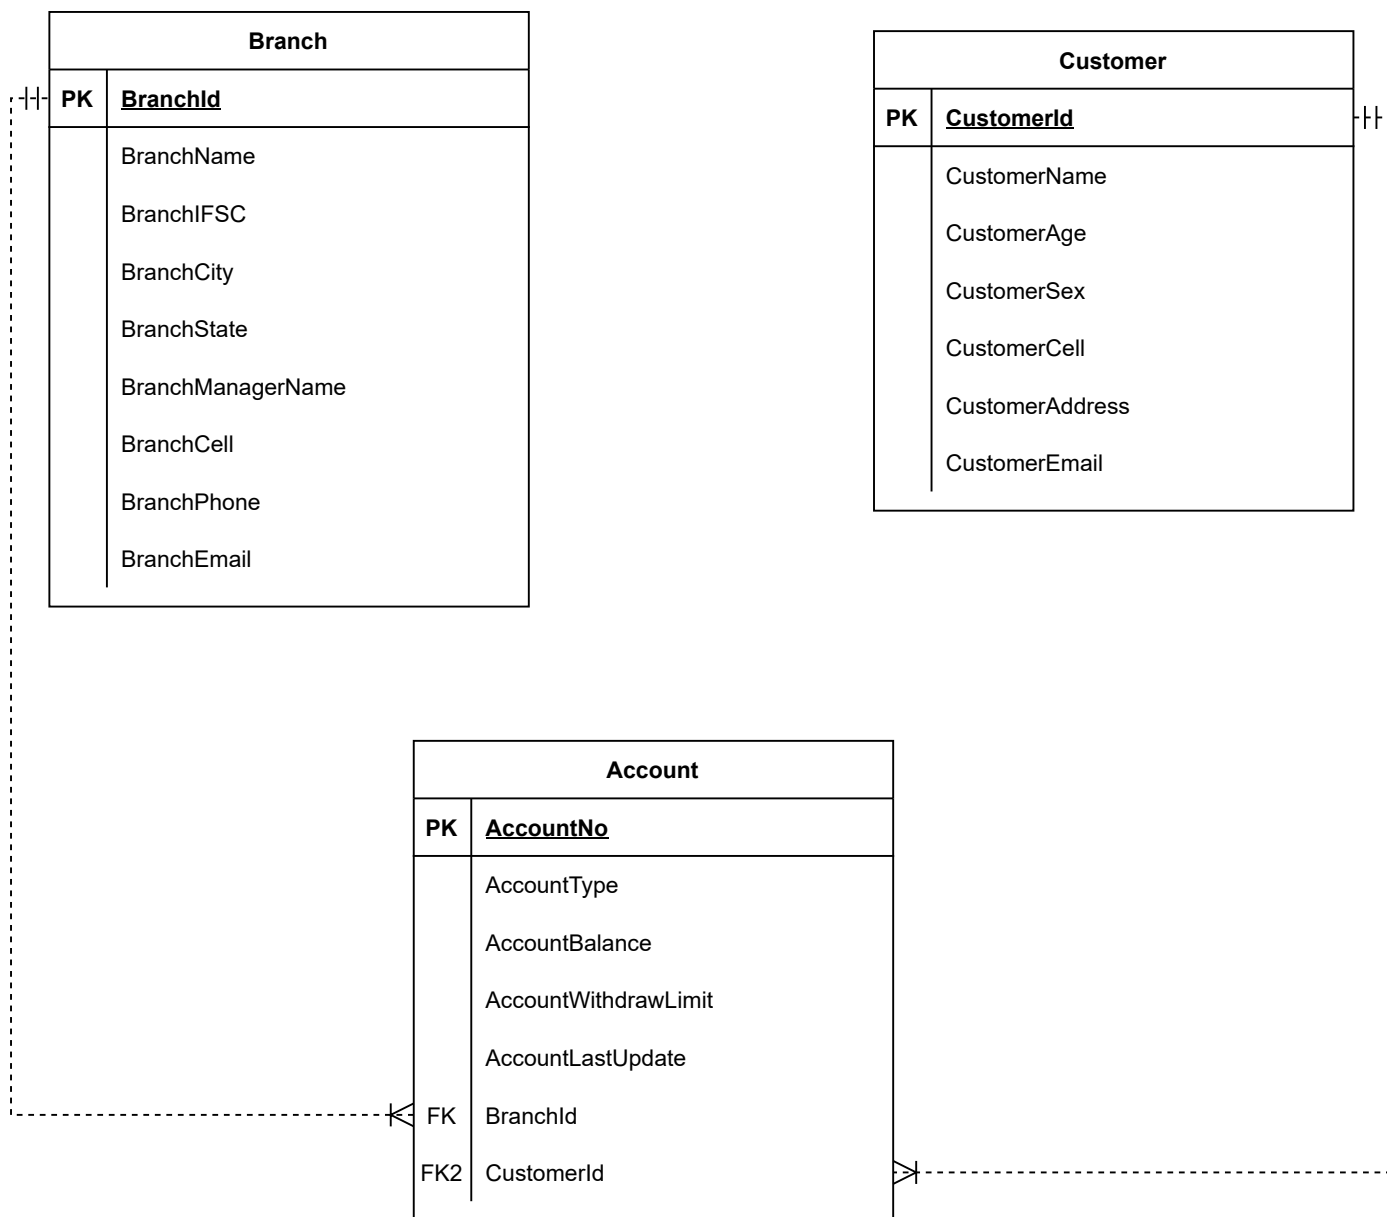 Branch
PK BranchId
BranchName
BranchIFSC
BranchCity
BranchState
BranchManagerName
BranchCell
BranchPhone
BranchEmail
Customer
PK CustomerId
CustomerName
CustomerAge
CustomerSex
CustomerCell
CustomerAddress
CustomerEmail
Account
PK AccountNo
AccountType
AccountBalance
AccountWithdrawLimit
AccountLastUpdate
FK BranchId
FK2 CustomerId